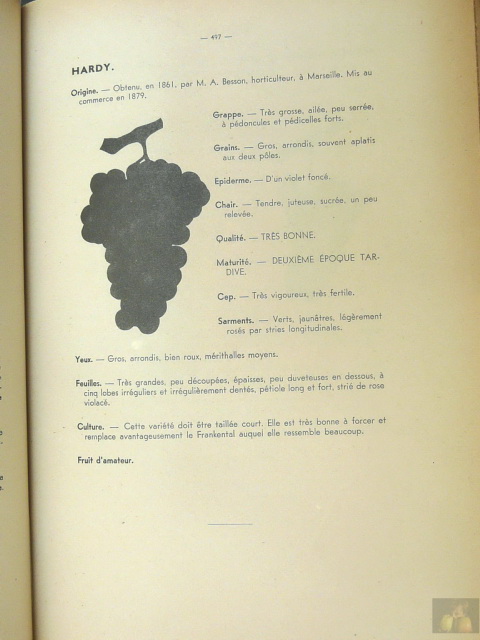 — 497 —
HARDY.
Origine. — Obtenu, en 1861, par M. A. Besson, horticulteur, à Marseille. Mis au
commerce en 1879.
Grappe. — Très grosse, ailée, peu serrée,
à pédoncules et pédicelles forts.
Grains. — Gros, arrondis, souvent aplatis
aux deux pôles.
Epiderme. — D'un violet foncé.
Chair. — Tendre, juteuse, sucrée, un peu
relevée.
Qualité. — TRÈS BONNE.
Maturité. — DEUXIÈME ÉPOQUE TAR-
DIVE.
Cep. — Très vigoureux, très fertile.
Sarments. — Verts, jaunâtres, légèrement
rosés par stries longitudinales.
Yeux. — Gros, arrondis, bien roux, mérithalles moyens.
Feuilles. — Très grandes, peu découpées, épaisses, peu duveteuses en dessous, à
cinq lobes irréguliers et irrégulièrement dentés, pétiole long et fort, strié de rose
violacé.
Culture. — Cette variété doit être taillée court. Elle est très bonne à forcer et
remplace avantageusement le Frankental auquel elle ressemble beaucoup.
Fruit d'amateur.